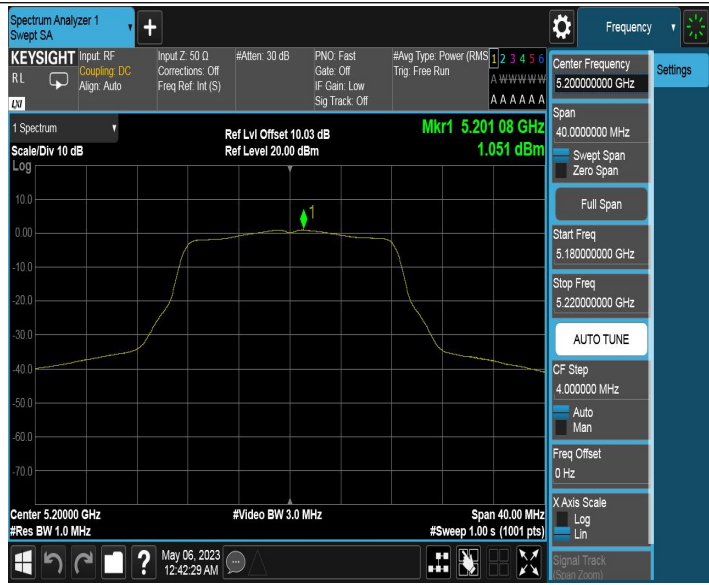 Spectrum Analyzer 1
Swept SA
Frequency
KEYSIGHT
RL
LXI
Input: RF
Coupling: DC
Align: Auto
Input Z: 50 Ω
Corrections: Off
Freq Ref: Int (S)
#Atten: 30 dB
PNO: Fast
Gate: Off
IF Gain: Low
Sig Track: Off
#Avg Type: Power (RMS
Trig: Free Run
1 2 3 4 5 6
A W W W W W
A A A A A A
Center Frequency
5.200000000 GHz
Settings
Span
40.0000000 MHz
Swept Span
Zero Span
Full Span
Start Freq
5.180000000 GHz
Stop Freq
5.220000000 GHz
AUTO TUNE
CF Step
4.000000 MHz
Auto
Man
Freq Offset
0 Hz
X Axis Scale
Log
Lin
Signal Track
(Span Zoom)
1 Spectrum
Scale/Div 10 dB
Log
Ref Lvl Offset 10.03 dB
Ref Level 20.00 dBm
Mkr1 5.201 08 GHz
1.051 dBm
1
10.0
0.00
-10.0
-20.0
-30.0
-40.0
-50.0
-60.0
-70.0
Center 5.20000 GHz
#Res BW 1.0 MHz
#Video BW 3.0 MHz
Span 40.00 MHz
#Sweep 1.00 s (1001 pts)
?
May 06, 2023
12:42:29 AM